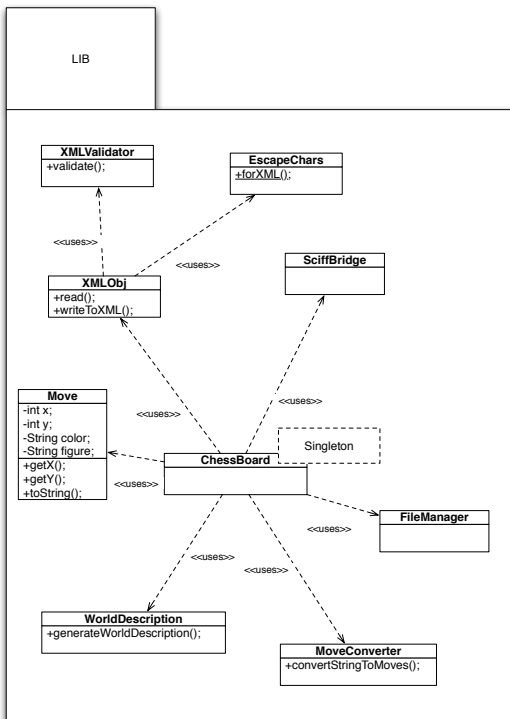 LIB
XMLValidator
+validate();
EscapeChars
+forXML();
<<uses>>
<<uses>>
SciffBridge
XMLObj
+read();
+writeToXML();
<<uses>>
<<uses>>
Move
-int x;
-int y;
-String color;
-String figure;
+getX();
+getY();
+toString();
Singleton
ChessBoard
<<uses>>
FileManager
<<uses>>
<<uses>>
<<uses>>
WorldDescription
+generateWorldDescription();
MoveConverter
+convertStringToMoves();